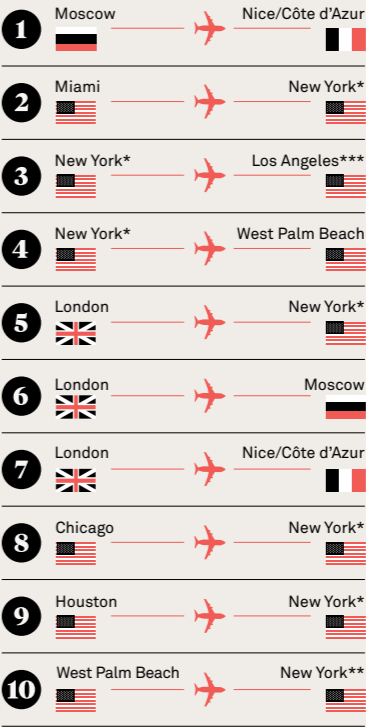 1 Moscow Nice/Côte d’Azur
2 Miami New York*
3 New York* Los Angeles***
4 New York* West Palm Beach
5 London New York*
6 London Moscow
7 London Nice/Côte d’Azur
8 Chicago New York*
9 Houston New York*
10 West Palm Beach New York**